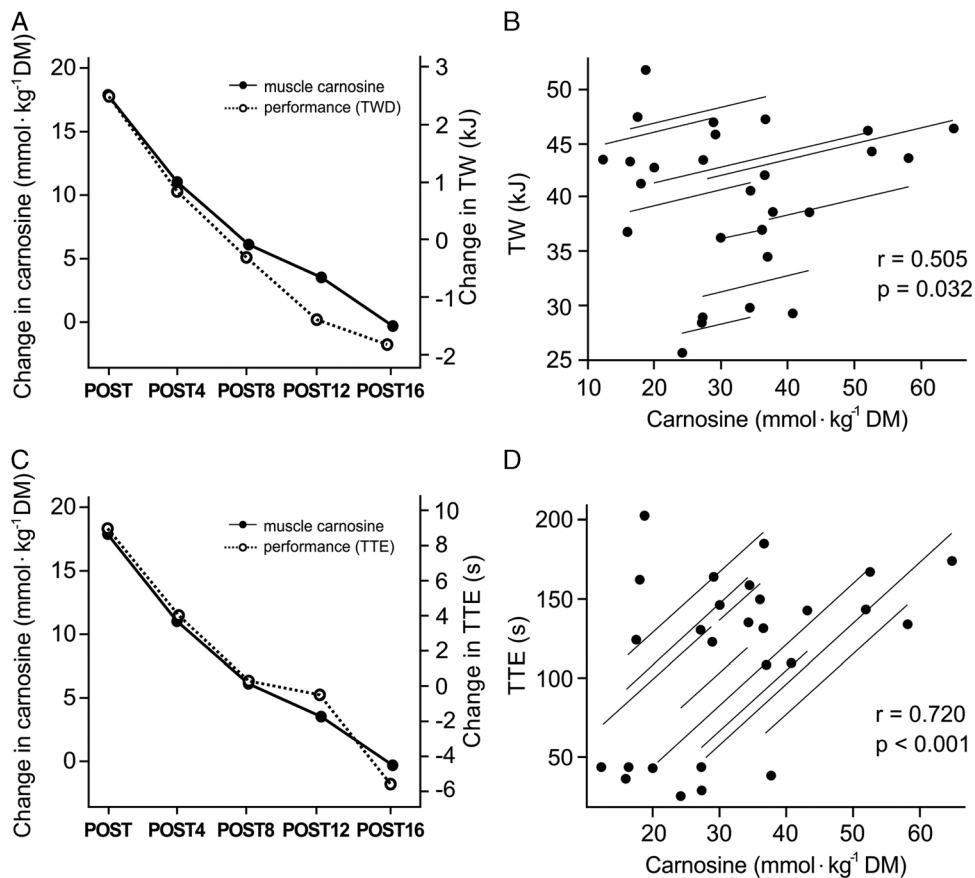 A
Change in carnosine (mmol·kg⁻¹DM)
20
15
10
5
0
muscle carnosine
performance (TWD)
3
2
1
0
−1
−2
Change in TW (kJ)
POST POST4 POST8 POST12 POST16
B
TW (kJ)
50
45
40
35
30
25
r = 0.505
p = 0.032
10 20 30 40 50 60
Carnosine (mmol·kg⁻¹ DM)
C
Change in carnosine (mmol·kg⁻¹DM)
20
15
10
5
0
muscle carnosine
performance (TTE)
10
8
6
4
2
0
-2
-4
-6
Change in TTE (s)
POST POST4 POST8 POST12 POST16
D
TTE (s)
200
150
100
50
r = 0.720
p < 0.001
20 30 40 50 60
Carnosine (mmol·kg⁻¹ DM)